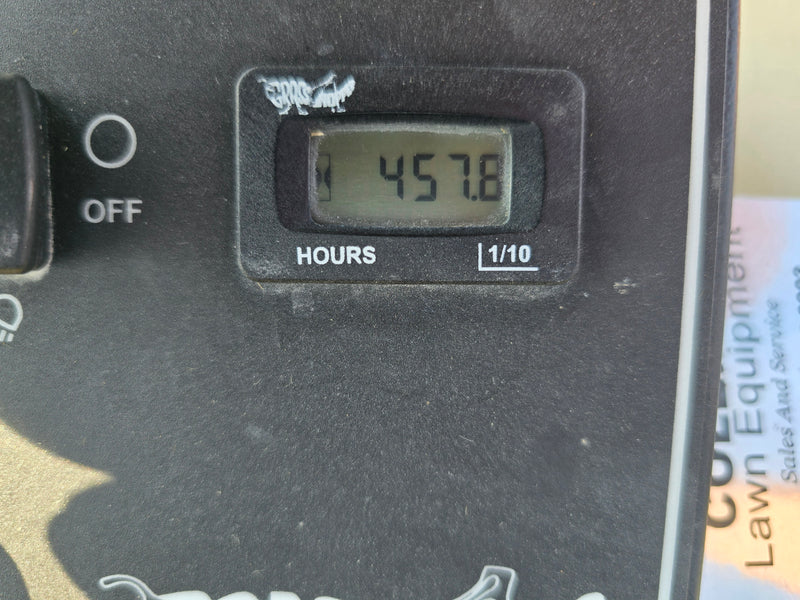 457.8
HOURS
1/10
OFF
Lawn Equipment
Sales And Service